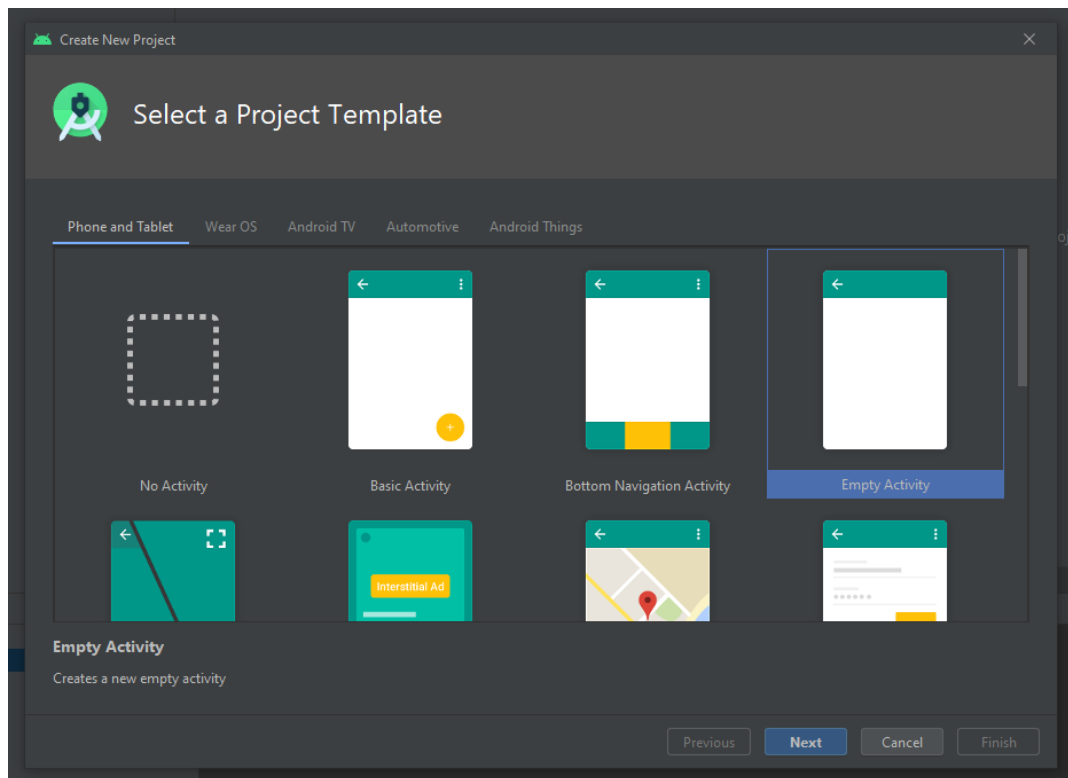 Create New Project
Select a Project Template
Phone and Tablet Wear OS Android TV Automotive Android Things
No Activity Basic Activity Bottom Navigation Activity Empty Activity
Interstitial Ad
Empty Activity
Creates a new empty activity
Previous Next Cancel Finish